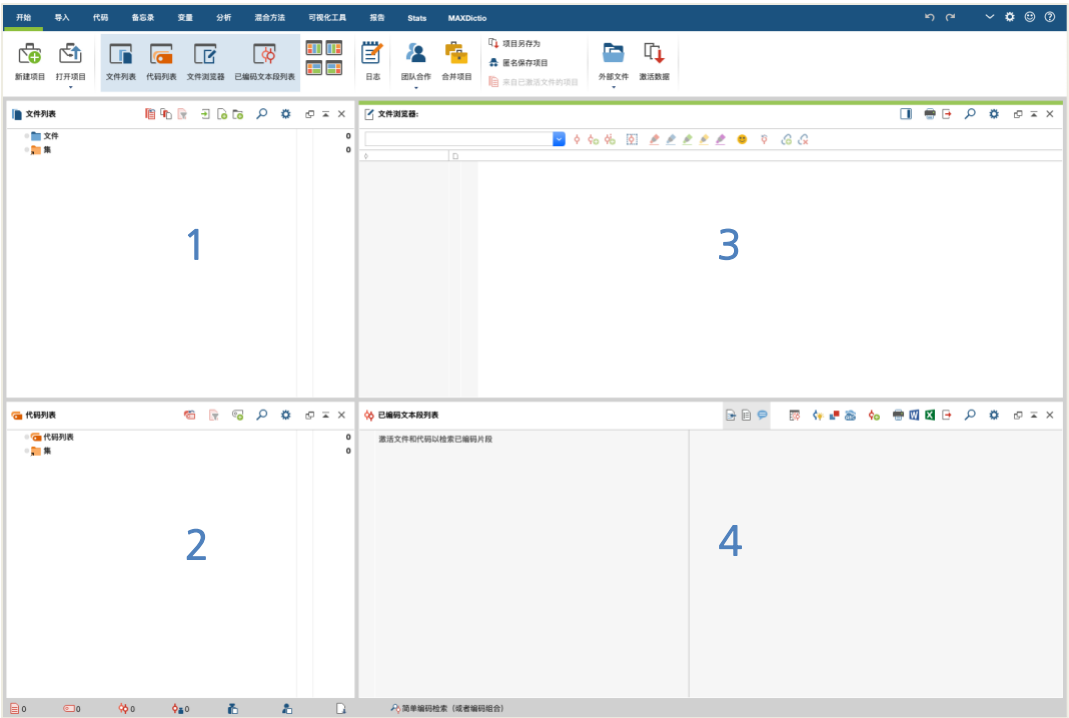 开始 导入 代码 备忘录 变量 分析 混合方法 可视化工具 报告 Stats MAXDictio
新建项目 打开项目 文件列表 代码列表 文件浏览器 已编码文本段列表 日志 团队合作 合并项目
项目另存为
匿名保存项目
来自已激活文件的项目
外部文件 激活数据
文件列表
文件 0
集 0
1
文件浏览器:
3
代码列表
代码列表 0
集 0
2
已编码文本段列表
激活文件和代码以检索已编码片段
4
0 0 0 0 简单编码检索（或者编码组合）